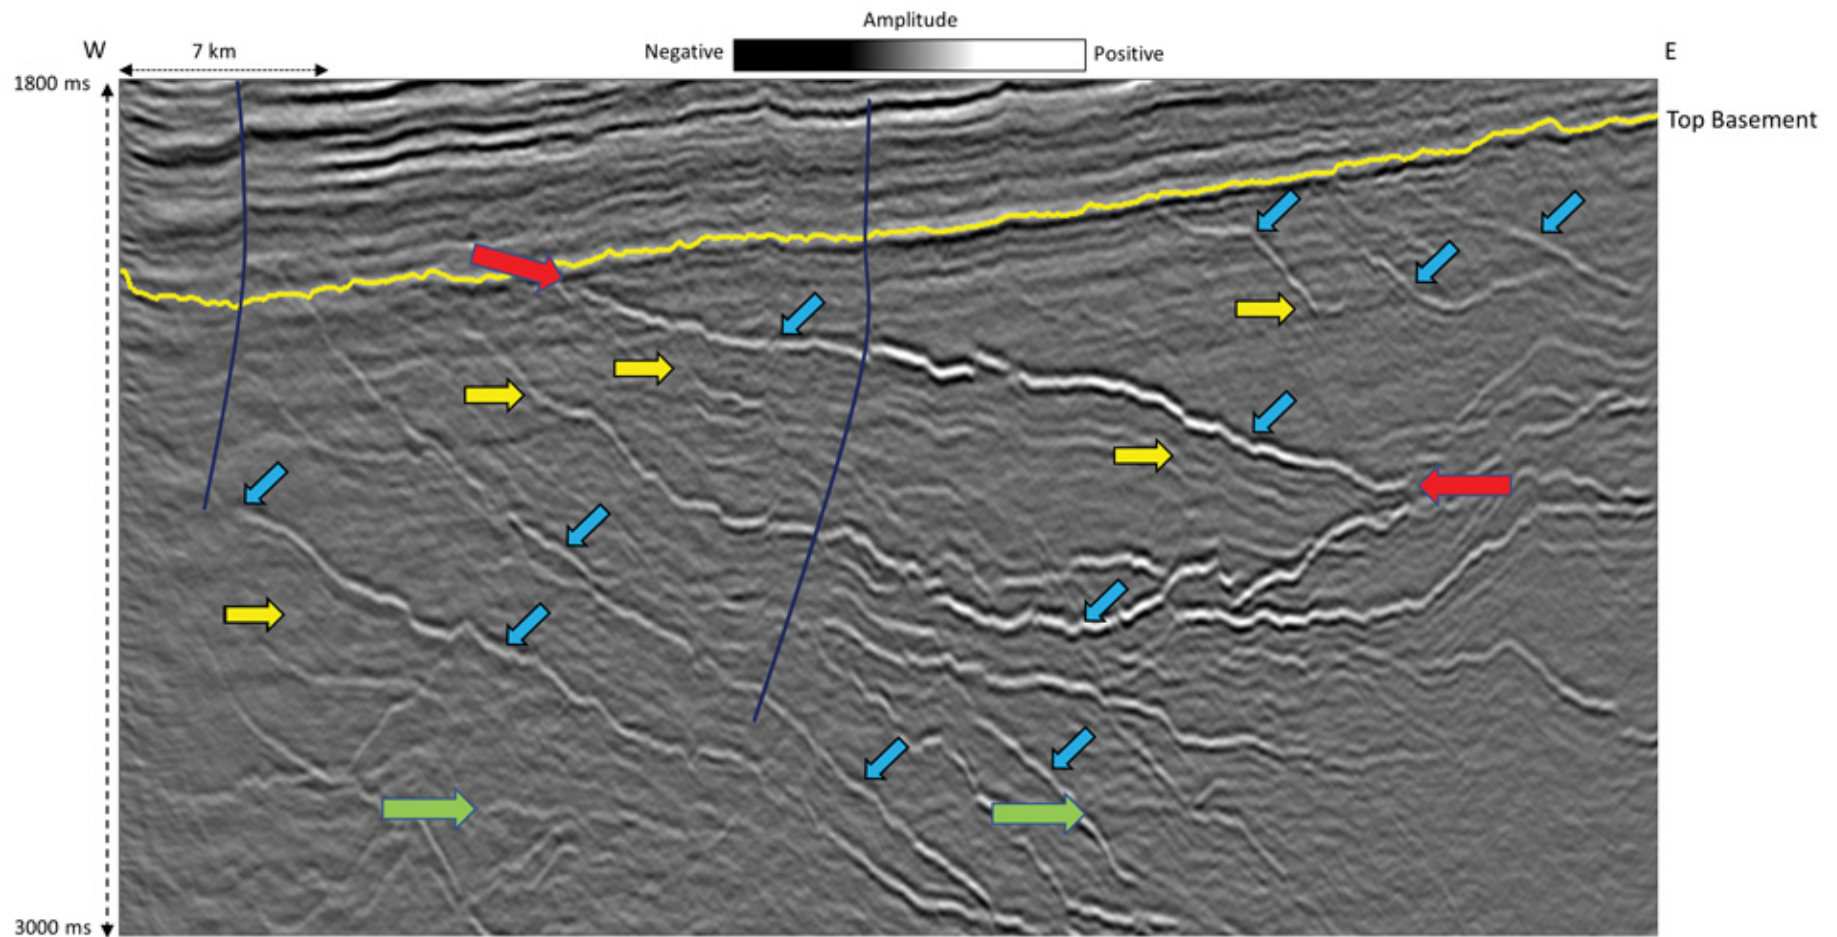 Amplitude
W
7 km
Negative
Positive
E
1800 ms
Top Basement
3000 ms